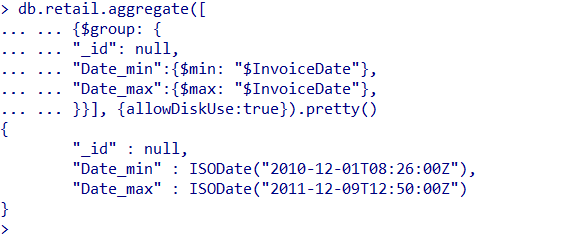 > db.retail.aggregate([
... ... {$group: {
... ... "_id": null,
... ... "Date_min":{$min: "$InvoiceDate"},
... ... "Date_max":{$max: "$InvoiceDate"},
... ... }}], {allowDiskUse:true}).pretty()
{
        "_id" : null,
        "Date_min" : ISODate("2010-12-01T08:26:00Z"),
        "Date_max" : ISODate("2011-12-09T12:50:00Z")
}
>